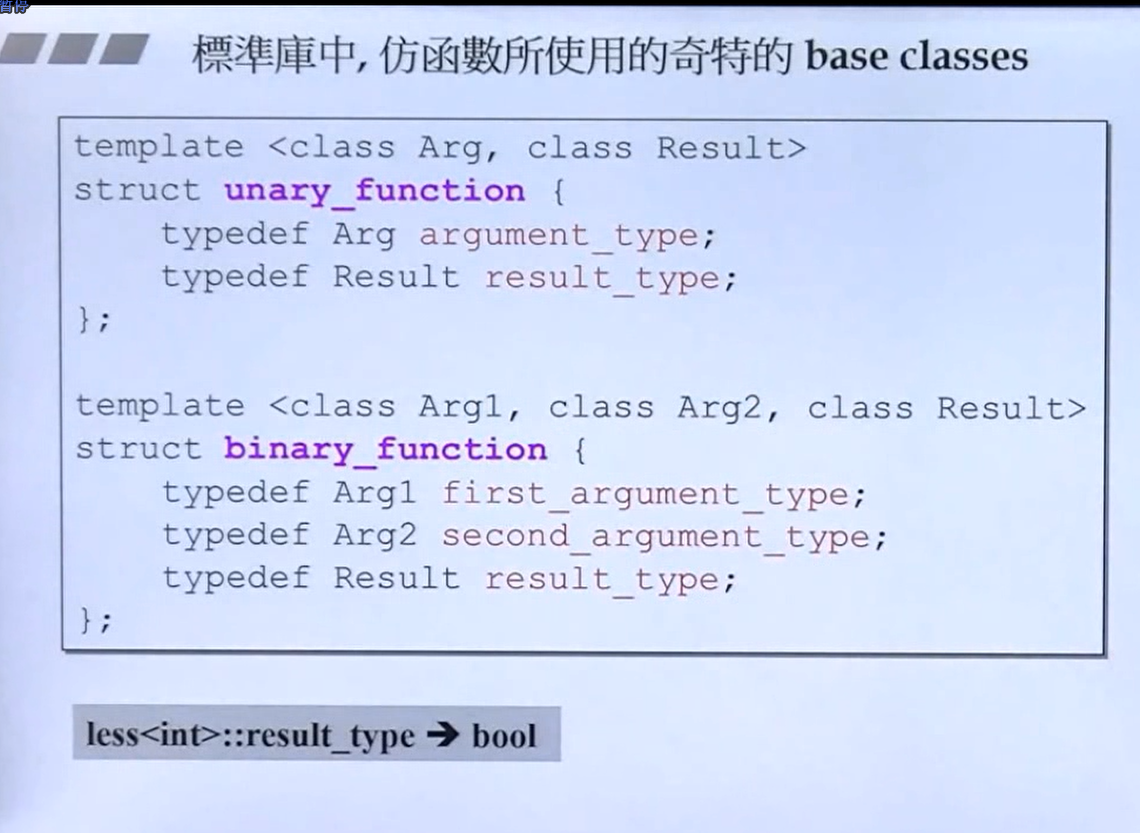 暂停
標準庫中, 仿函數所使用的奇特的 base classes
template <class Arg, class Result>
struct unary_function {
typedef Arg argument_type;
typedef Result result_type;
};
template <class Arg1, class Arg2, class Result>
struct binary_function {
typedef Arg1 first_argument_type;
typedef Arg2 second_argument_type;
typedef Result result_type;
};
less<int>::result_type ➔ bool